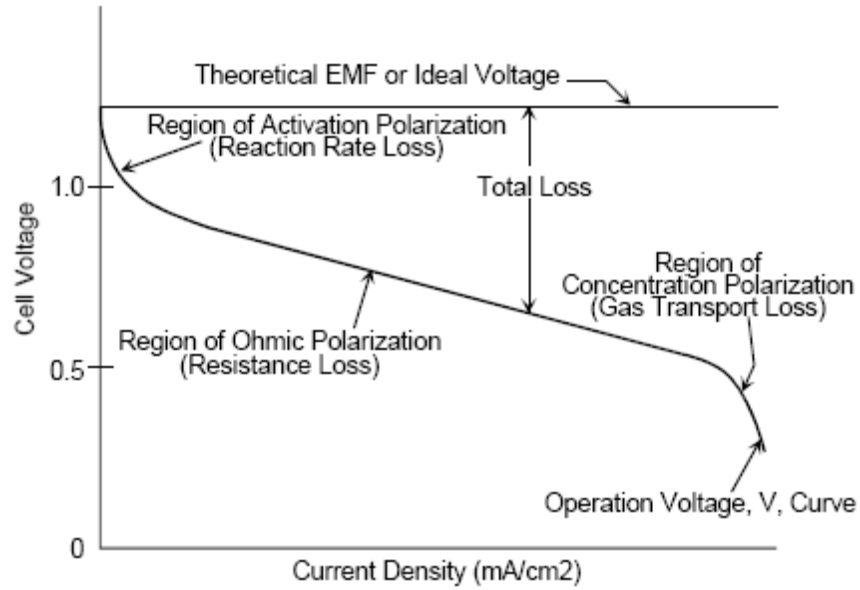 Theoretical EMF or Ideal Voltage
Region of Activation Polarization
(Reaction Rate Loss)
1.0
Total Loss
Region of
Concentration Polarization
(Gas Transport Loss)
Cell Voltage
Region of Ohmic Polarization
(Resistance Loss)
0.5
Operation Voltage, V, Curve
0
Current Density (mA/cm2)